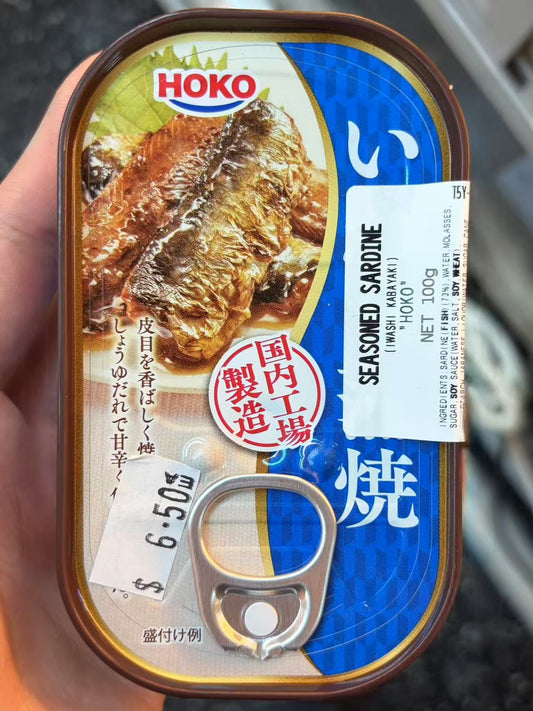 HOKO
い
焼
皮目を香ばしく焼
しょうゆだれで甘辛く
国内工場
製造
盛付け例
$ 6.50
T5Y
SEASONED SARDINE
(IWASHI KABAYAKI)
"HOKO"
NET 100g
INGREDIENTS: SARDINE(FISH)(73%),WATER,MOLASSES,
SUGAR,SOY SAUCE(WATER,SALT,SOY,WHEAT),